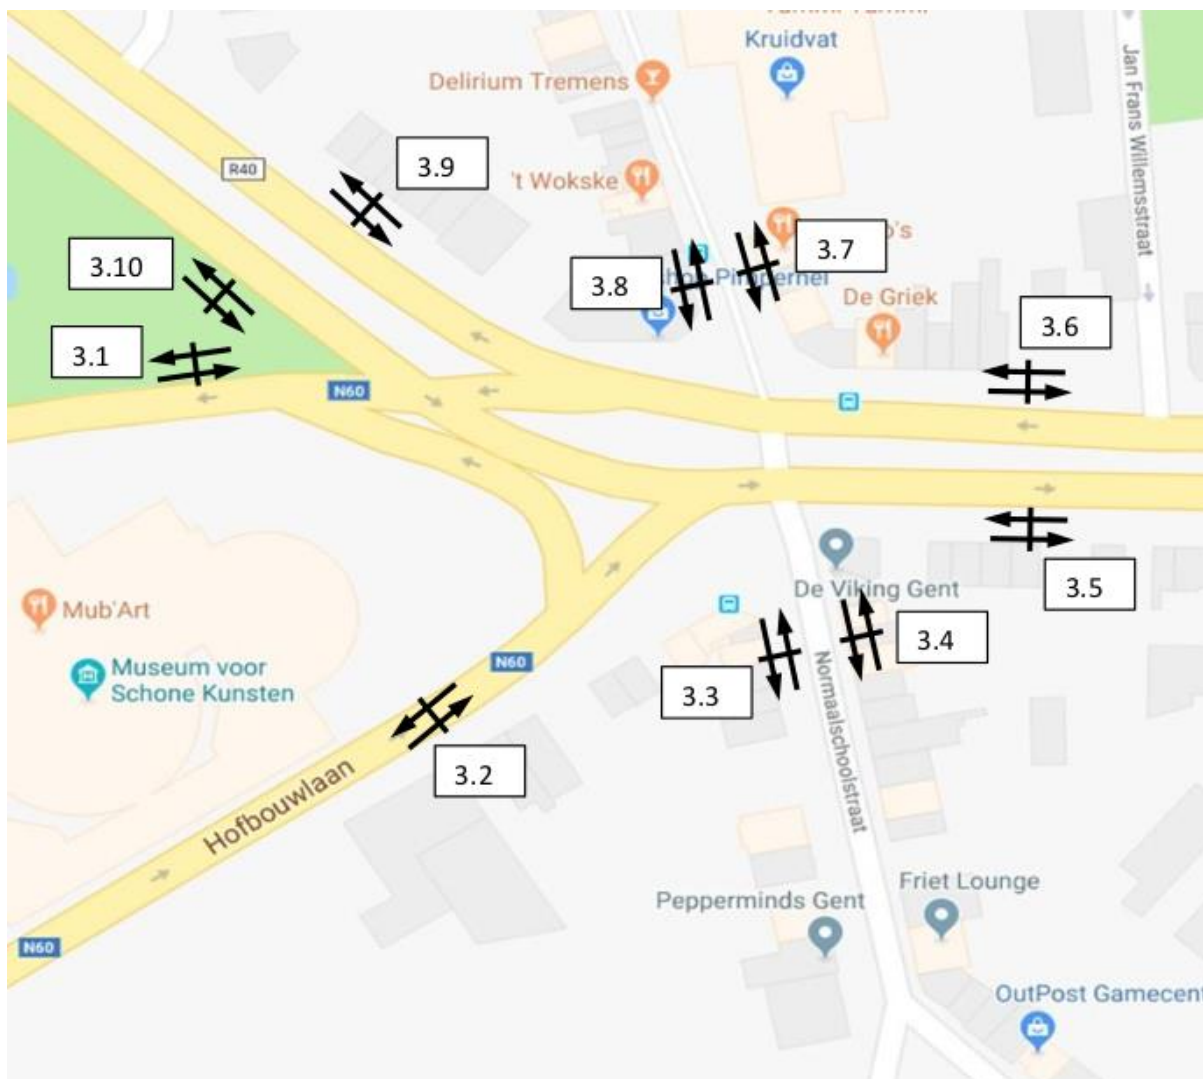 Kruidvat
Delirium Tremens
Jan Frans Willemsstraat
R40
3.9
't Wokske
3.7
o's
3.10
3.8
De Griek
3.1
3.6
N60
De Viking Gent
3.5
Mub'Art
3.4
Museum voor
Schone Kunsten
N60
3.3
Normaalschoolstraat
3.2
Hofbouwlaan
Friet Lounge
Pepperminds Gent
N60
OutPost Gamecent